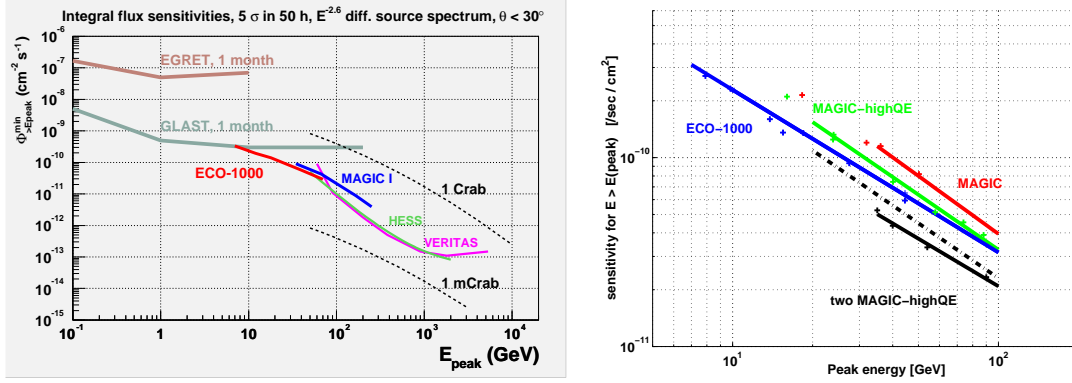 Integral flux sensitivities, 5 σ in 50 h, E^-2.6 diff. source spectrum, θ < 30°
Φ^min_>Epeak (cm^-2 s^-1)
10^-6
10^-7
10^-8
10^-9
10^-10
10^-11
10^-12
10^-13
10^-14
10^-15
EGRET, 1 month
GLAST, 1 month
ECO-1000
MAGIC I
1 Crab
HESS
VERITAS
1 mCrab
10^-1
1
10
10^2
10^3
10^4
E_peak (GeV)
sensitivity for E > E(peak) [/sec / cm^2]
10^-10
10^-11
MAGIC-highQE
ECO-1000
MAGIC
two MAGIC-highQE
10^1
10^2
Peak energy [GeV]